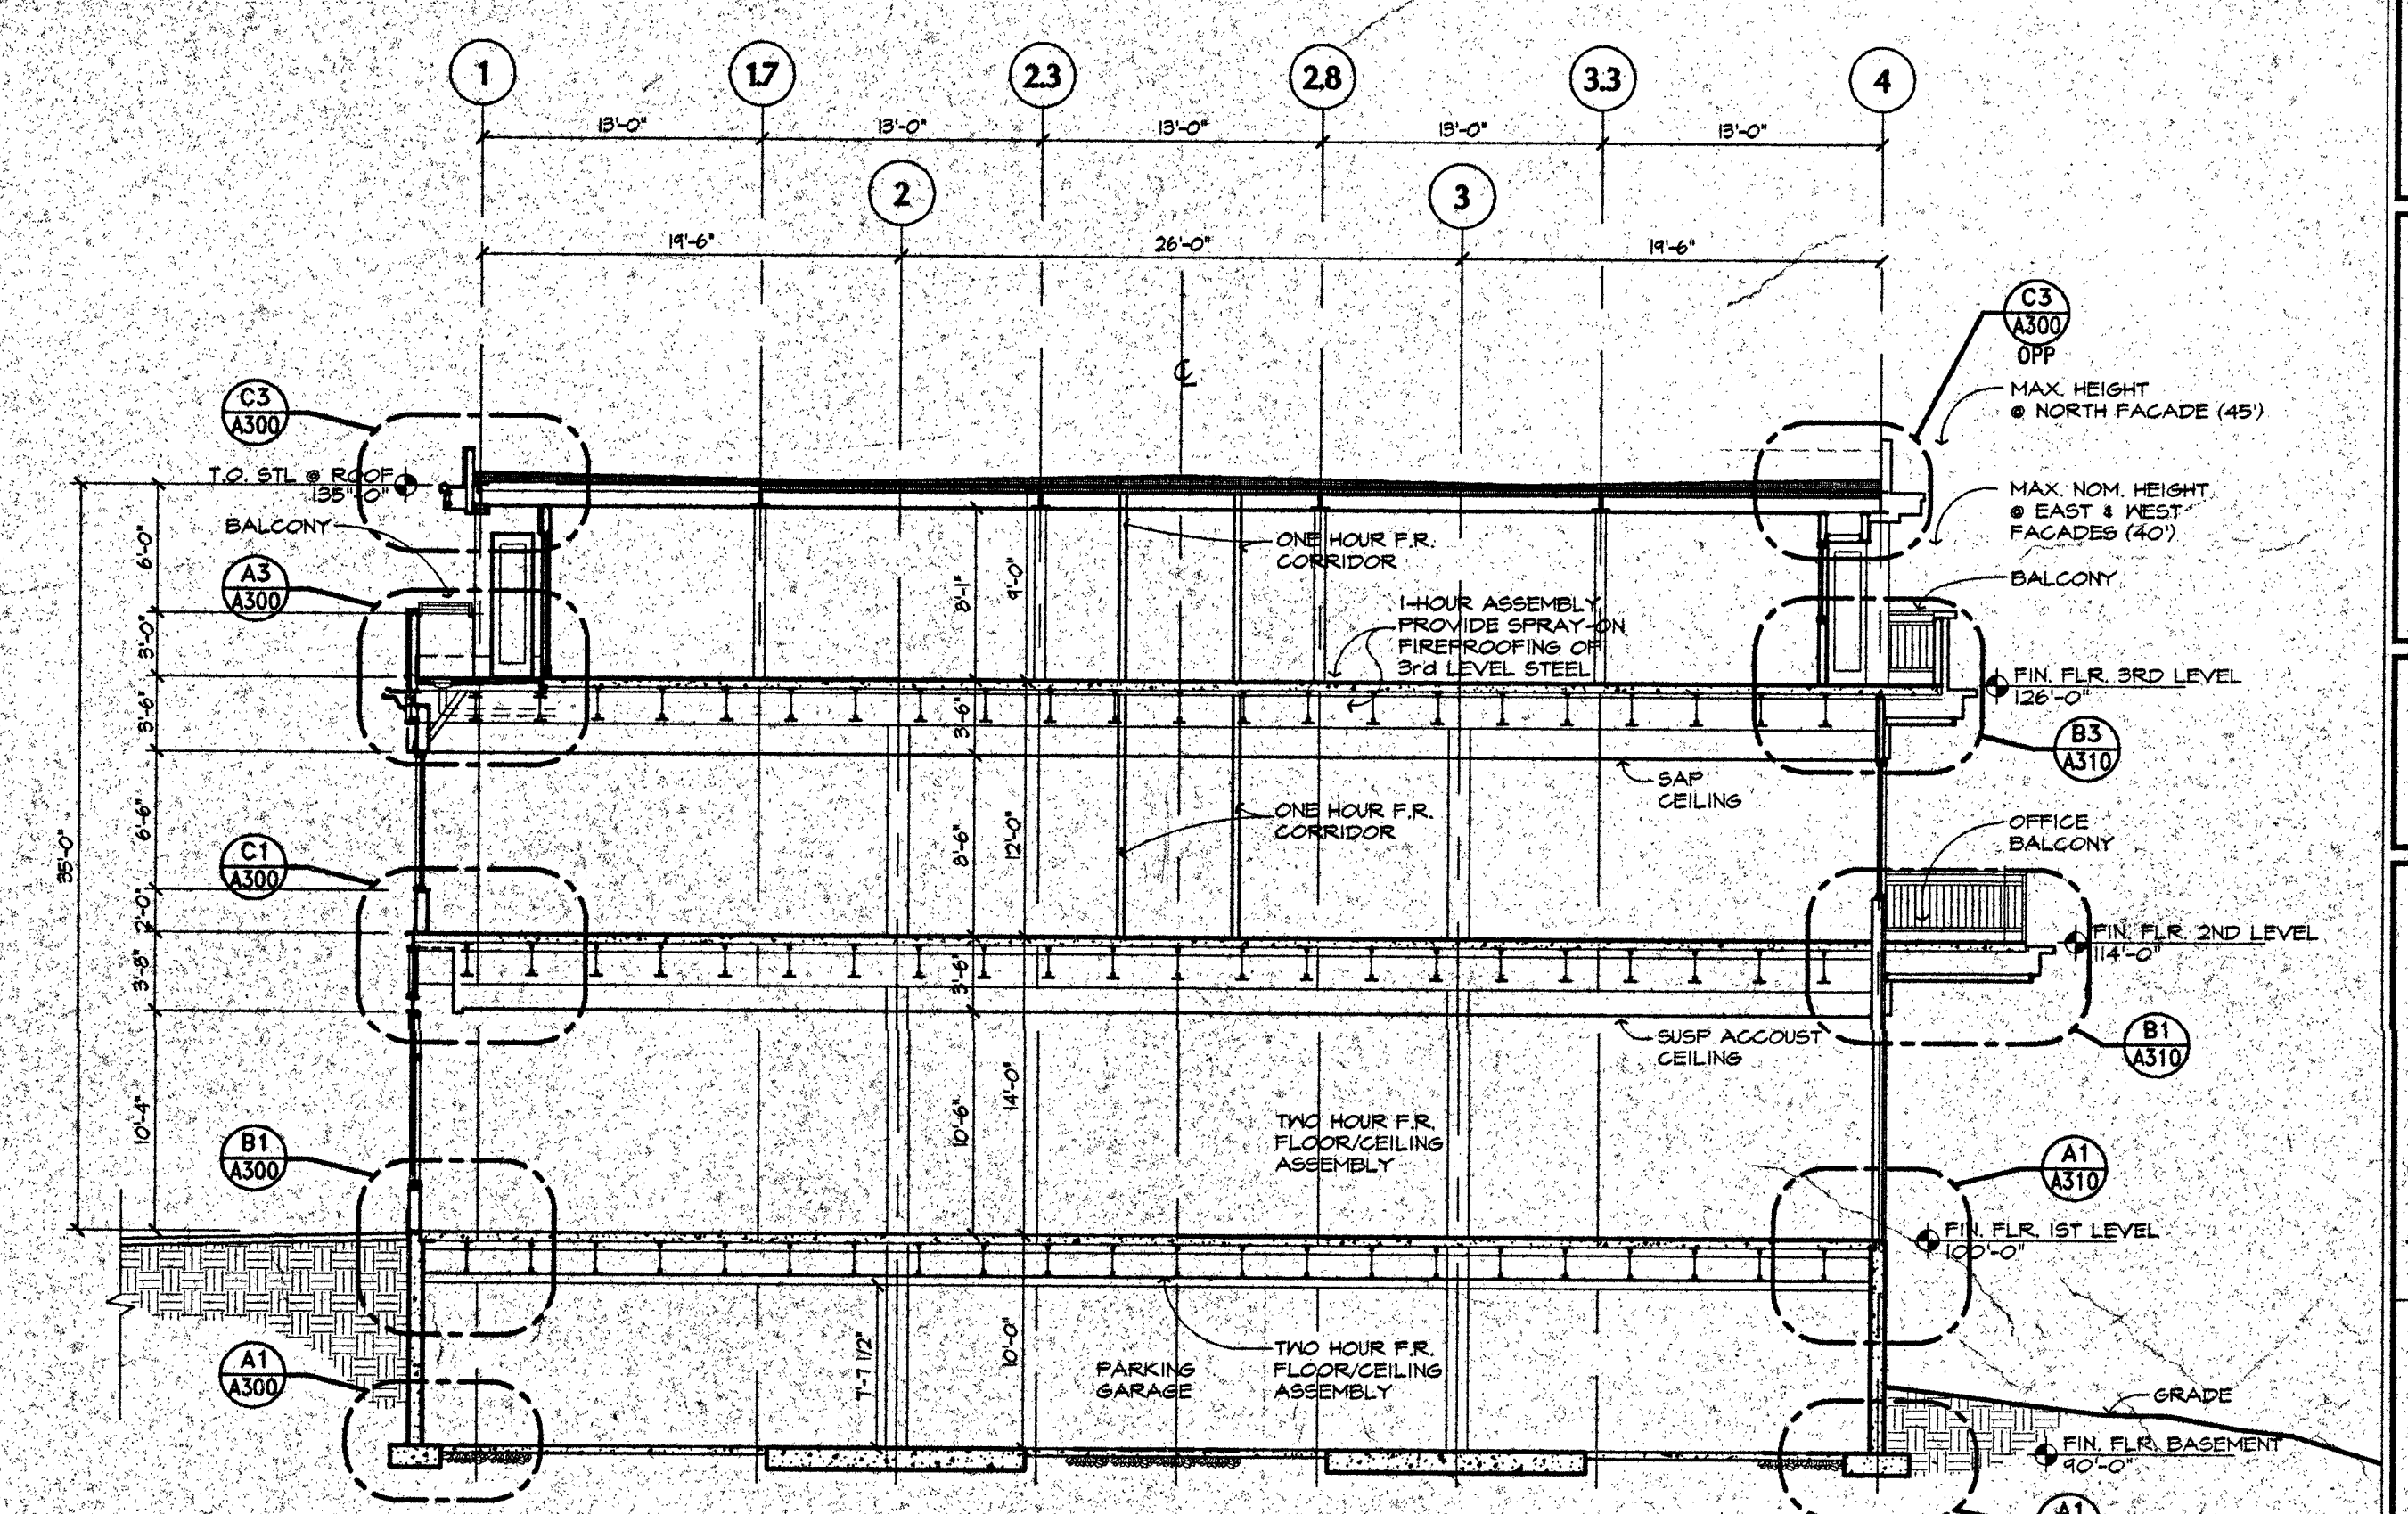 1
1.7
2.3
2.8
3.3
4
13'-0"
13'-0"
13'-0"
13'-0"
13'-0"
2
3
19'-6"
26'-0"
19'-6"
C3
A300
OPP
MAX. HEIGHT
@ NORTH FACADE (45')
℄
C3
A300
T.O. STL @ ROOF
135"-0"
BALCONY
MAX. NOM. HEIGHT
@ EAST & WEST
FACADES (40')
6'-0"
ONE HOUR F.R.
CORRIDOR
A3
A300
8'-1"
9'-0"
BALCONY
1-HOUR ASSEMBLY
PROVIDE SPRAY-ON
FIREPROOFING OF
3rd LEVEL STEEL
3'-0"
FIN. FLR. 3RD LEVEL
126'-0"
3'-6"
3'-6"
B3
A310
SAP
CEILING
35'-0"
6'-6"
8'-6"
12'-0"
ONE HOUR F.R.
CORRIDOR
OFFICE
BALCONY
C1
A300
2'-0"
FIN. FLR. 2ND LEVEL
114'-0"
3'-8"
3'-6"
SUSP ACCOUST
CEILING
B1
A310
10'-4"
10'-6"
14'-0"
TWO HOUR F.R.
FLOOR/CEILING
ASSEMBLY
B1
A300
A1
A310
FIN. FLR. 1ST LEVEL
100'-0"
A1
A300
7'-7 1/2"
10'-0"
PARKING
GARAGE
TWO HOUR F.R.
FLOOR/CEILING
ASSEMBLY
GRADE
FIN. FLR. BASEMENT
90'-0"
A1